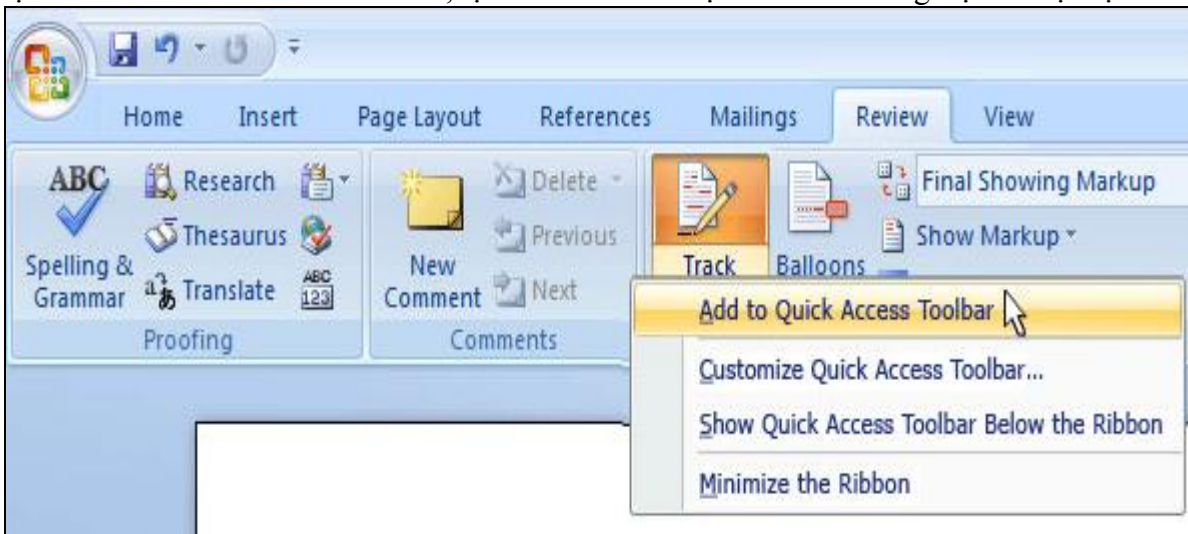 Home Insert Page Layout References Mailings Review View
ABC Research Delete Final Showing Markup
Thesaurus Previous Show Markup
Spelling & Grammar Translate ABC 123 New Comment Next Track Balloons
Proofing Comments
Add to Quick Access Toolbar
Customize Quick Access Toolbar...
Show Quick Access Toolbar Below the Ribbon
Minimize the Ribbon